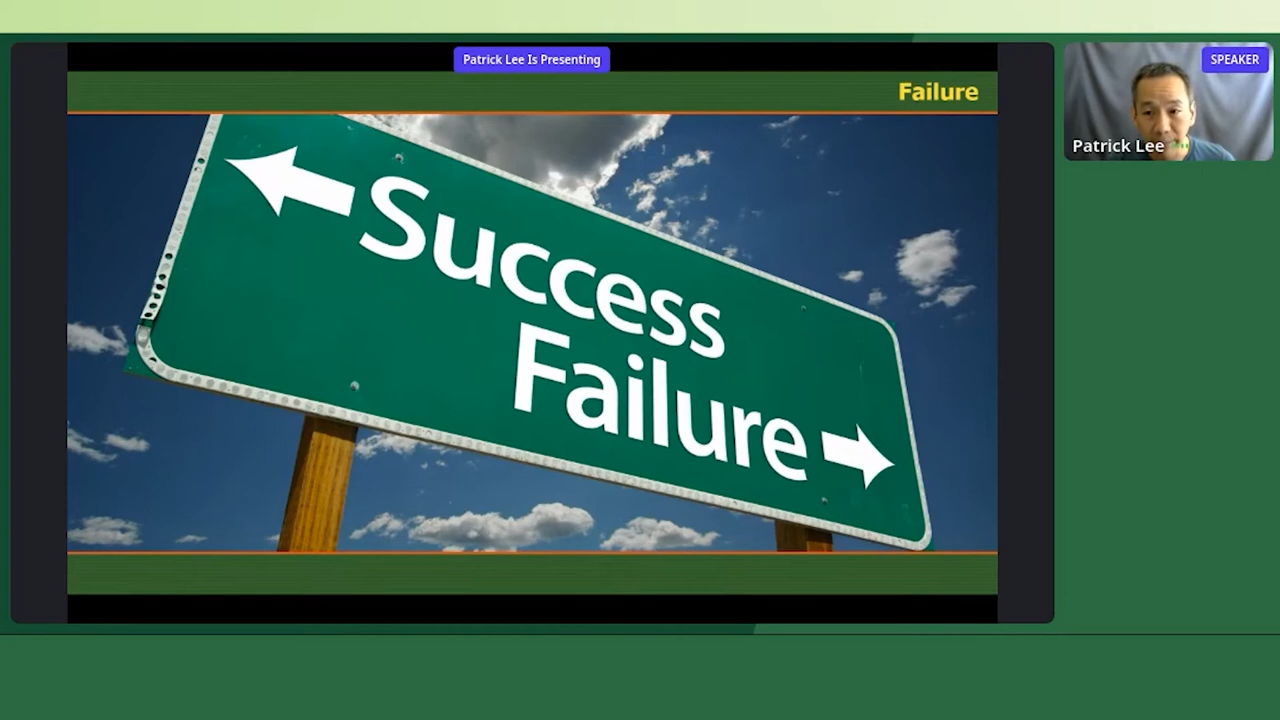 Patrick Lee Is Presenting
SPEAKER
Failure
Patrick Lee
Success
Failure